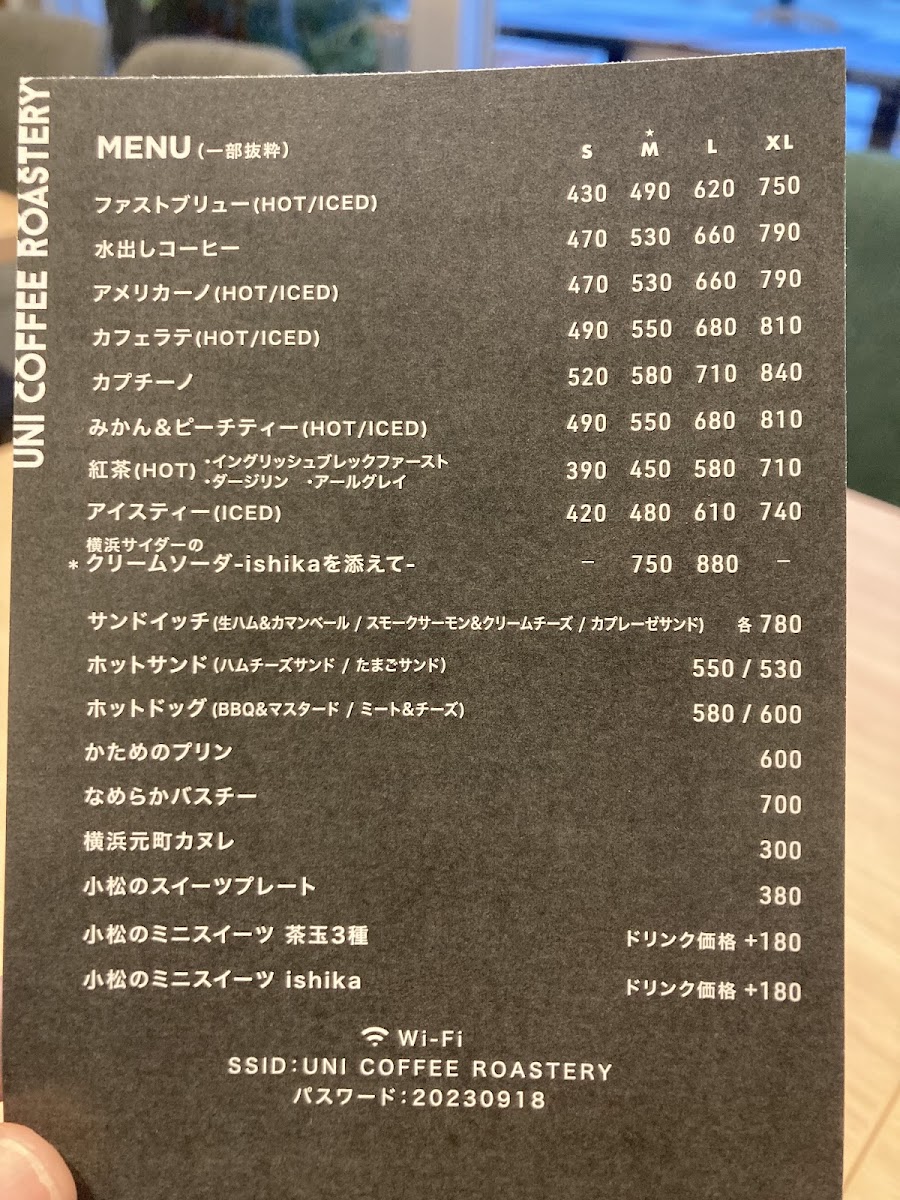 UNI COFFEE ROASTERY
MENU (一部抜粋)
S ★M L XL
ファストブリュー(HOT/ICED) 430 490 620 750
水出しコーヒー 470 530 660 790
アメリカーノ(HOT/ICED) 470 530 660 790
カフェラテ(HOT/ICED) 490 550 680 810
カプチーノ 520 580 710 840
みかん&ピーチティー(HOT/ICED) 490 550 680 810
紅茶(HOT) ・イングリッシュブレックファースト 390 450 580 710
・ダージリン ・アールグレイ
アイスティー(ICED) 420 480 610 740
横浜サイダーの
*クリームソーダ-ishikaを添えて- − 750 880 −
サンドイッチ(生ハム&カマンベール / スモークサーモン&クリームチーズ / カプレーゼサンド) 各 780
ホットサンド(ハムチーズサンド / たまごサンド) 550 / 530
ホットドッグ(BBQ&マスタード / ミート&チーズ) 580 / 600
かためのプリン 600
なめらかバスチー 700
横浜元町カヌレ 300
小松のスイーツプレート 380
小松のミニスイーツ 茶玉3種 ドリンク価格 +180
小松のミニスイーツ ishika ドリンク価格 +180
Wi-Fi
SSID:UNI COFFEE ROASTERY
パスワード:20230918